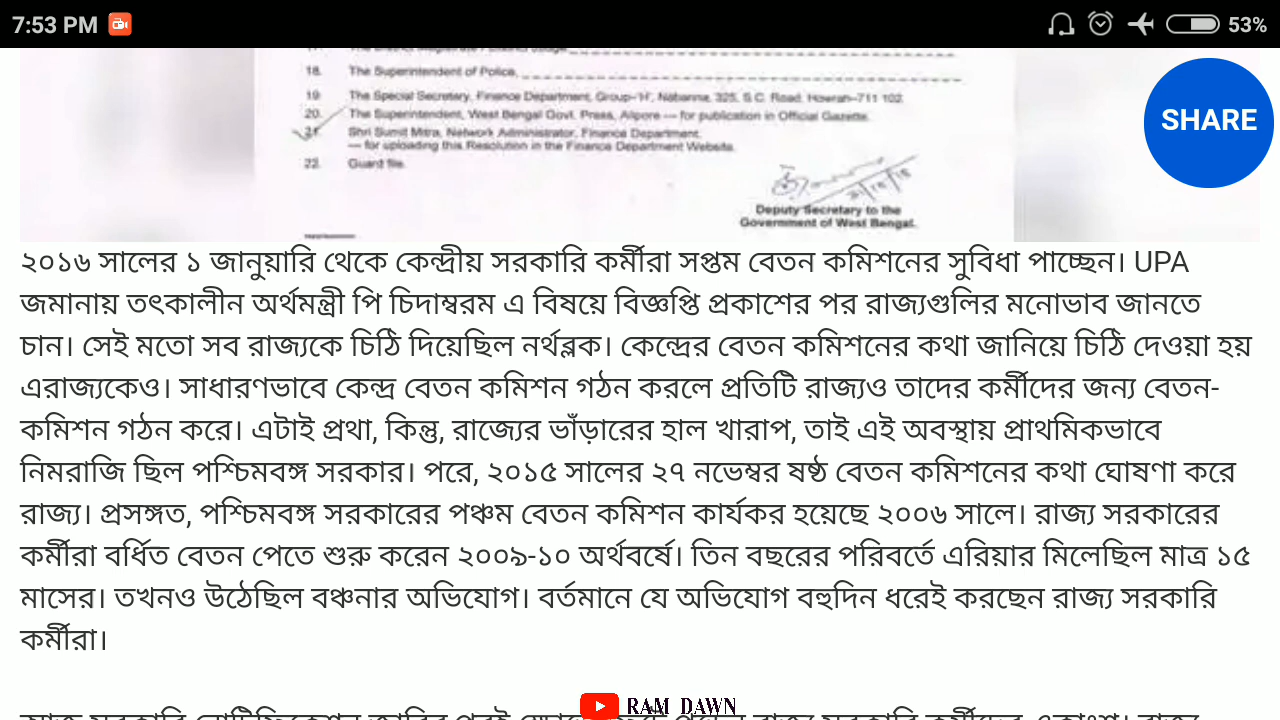 7:53 PM
53%
18. The Superintendent of Police,
19. The Special Secretary, Finance Department, Group-'H', Nabanna, 325, S.C. Road, Howrah-711 102.
20. The Superintendent, West Bengal Govt. Press, Alipore — for publication in Official Gazette.
21. Shri Sumit Mitra, Network Administrator, Finance Department.
— for uploading this Resolution in the Finance Department Website.
22. Guard file.
Deputy Secretary to the
Government of West Bengal.
SHARE
২০১৬ সালের ১ জানুয়ারি থেকে কেন্দ্রীয় সরকারি কর্মীরা সপ্তম বেতন কমিশনের সুবিধা পাচ্ছেন। UPA
জমানায় তৎকালীন অর্থমন্ত্রী পি চিদাম্বরম এ বিষয়ে বিজ্ঞপ্তি প্রকাশের পর রাজ্যগুলির মনোভাব জানতে
চান। সেই মতো সব রাজ্যকে চিঠি দিয়েছিল নর্থব্লক। কেন্দ্রের বেতন কমিশনের কথা জানিয়ে চিঠি দেওয়া হয়
এরাজ্যকেও। সাধারণভাবে কেন্দ্র বেতন কমিশন গঠন করলে প্রতিটি রাজ্যও তাদের কর্মীদের জন্য বেতন-
কমিশন গঠন করে। এটাই প্রথা, কিন্তু, রাজ্যের ভাঁড়ারের হাল খারাপ, তাই এই অবস্থায় প্রাথমিকভাবে
নিমরাজি ছিল পশ্চিমবঙ্গ সরকার। পরে, ২০১৫ সালের ২৭ নভেম্বর ষষ্ঠ বেতন কমিশনের কথা ঘোষণা করে
রাজ্য। প্রসঙ্গত, পশ্চিমবঙ্গ সরকারের পঞ্চম বেতন কমিশন কার্যকর হয়েছে ২০০৬ সালে। রাজ্য সরকারের
কর্মীরা বর্ধিত বেতন পেতে শুরু করেন ২০০৯-১০ অর্থবর্ষে। তিন বছরের পরিবর্তে এরিয়ার মিলেছিল মাত্র ১৫
মাসের। তখনও উঠেছিল বঞ্চনার অভিযোগ। বর্তমানে যে অভিযোগ বহুদিন ধরেই করছেন রাজ্য সরকারি
কর্মীরা।
RAM DAWN